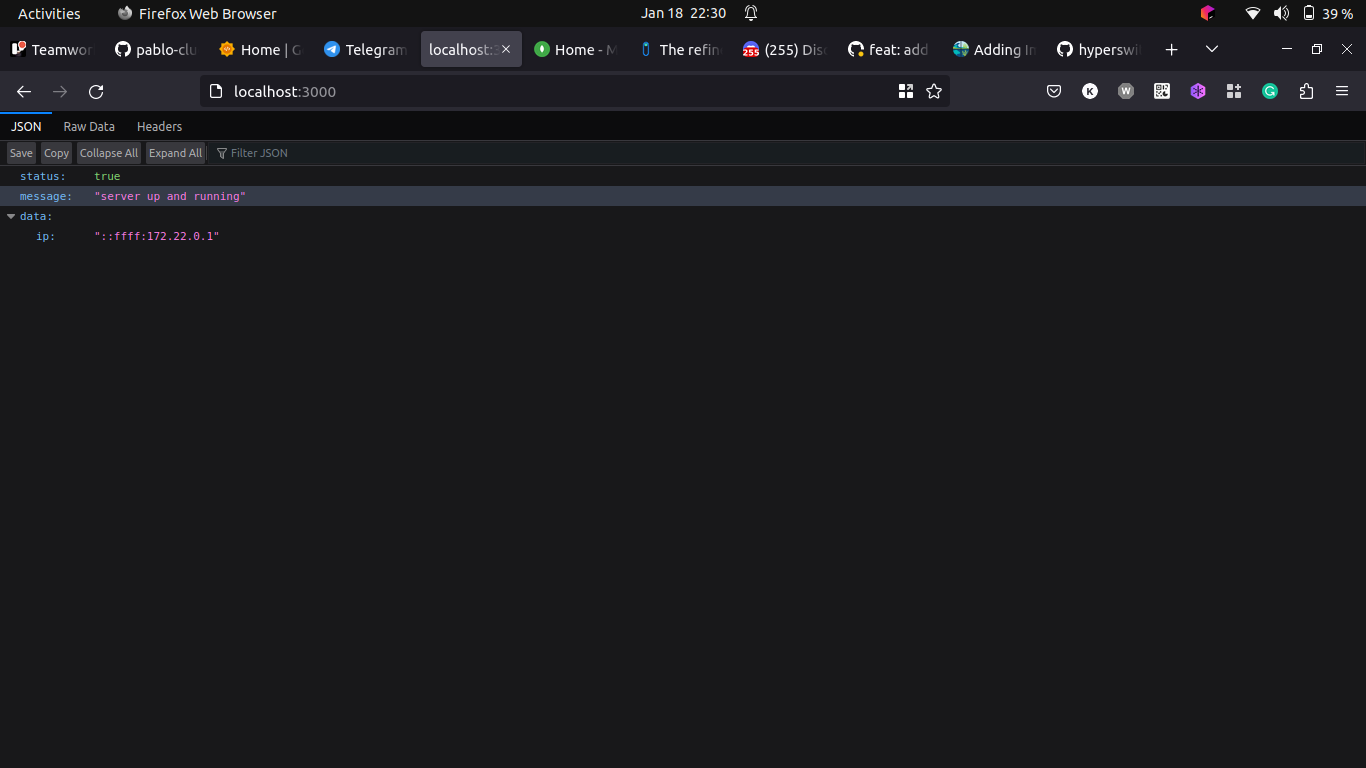 Activities Firefox Web Browser Jan 18 22:30 39 %
Teamwor pablo-clu Home | G Telegram localhost:3 Home - M The refin 255 (255) Dis feat: add Adding In hyperswi
localhost:3000 K W G
JSON Raw Data Headers
Save Copy Collapse All Expand All Filter JSON
status: true
message: "server up and running"
data:
ip: "::ffff:172.22.0.1"